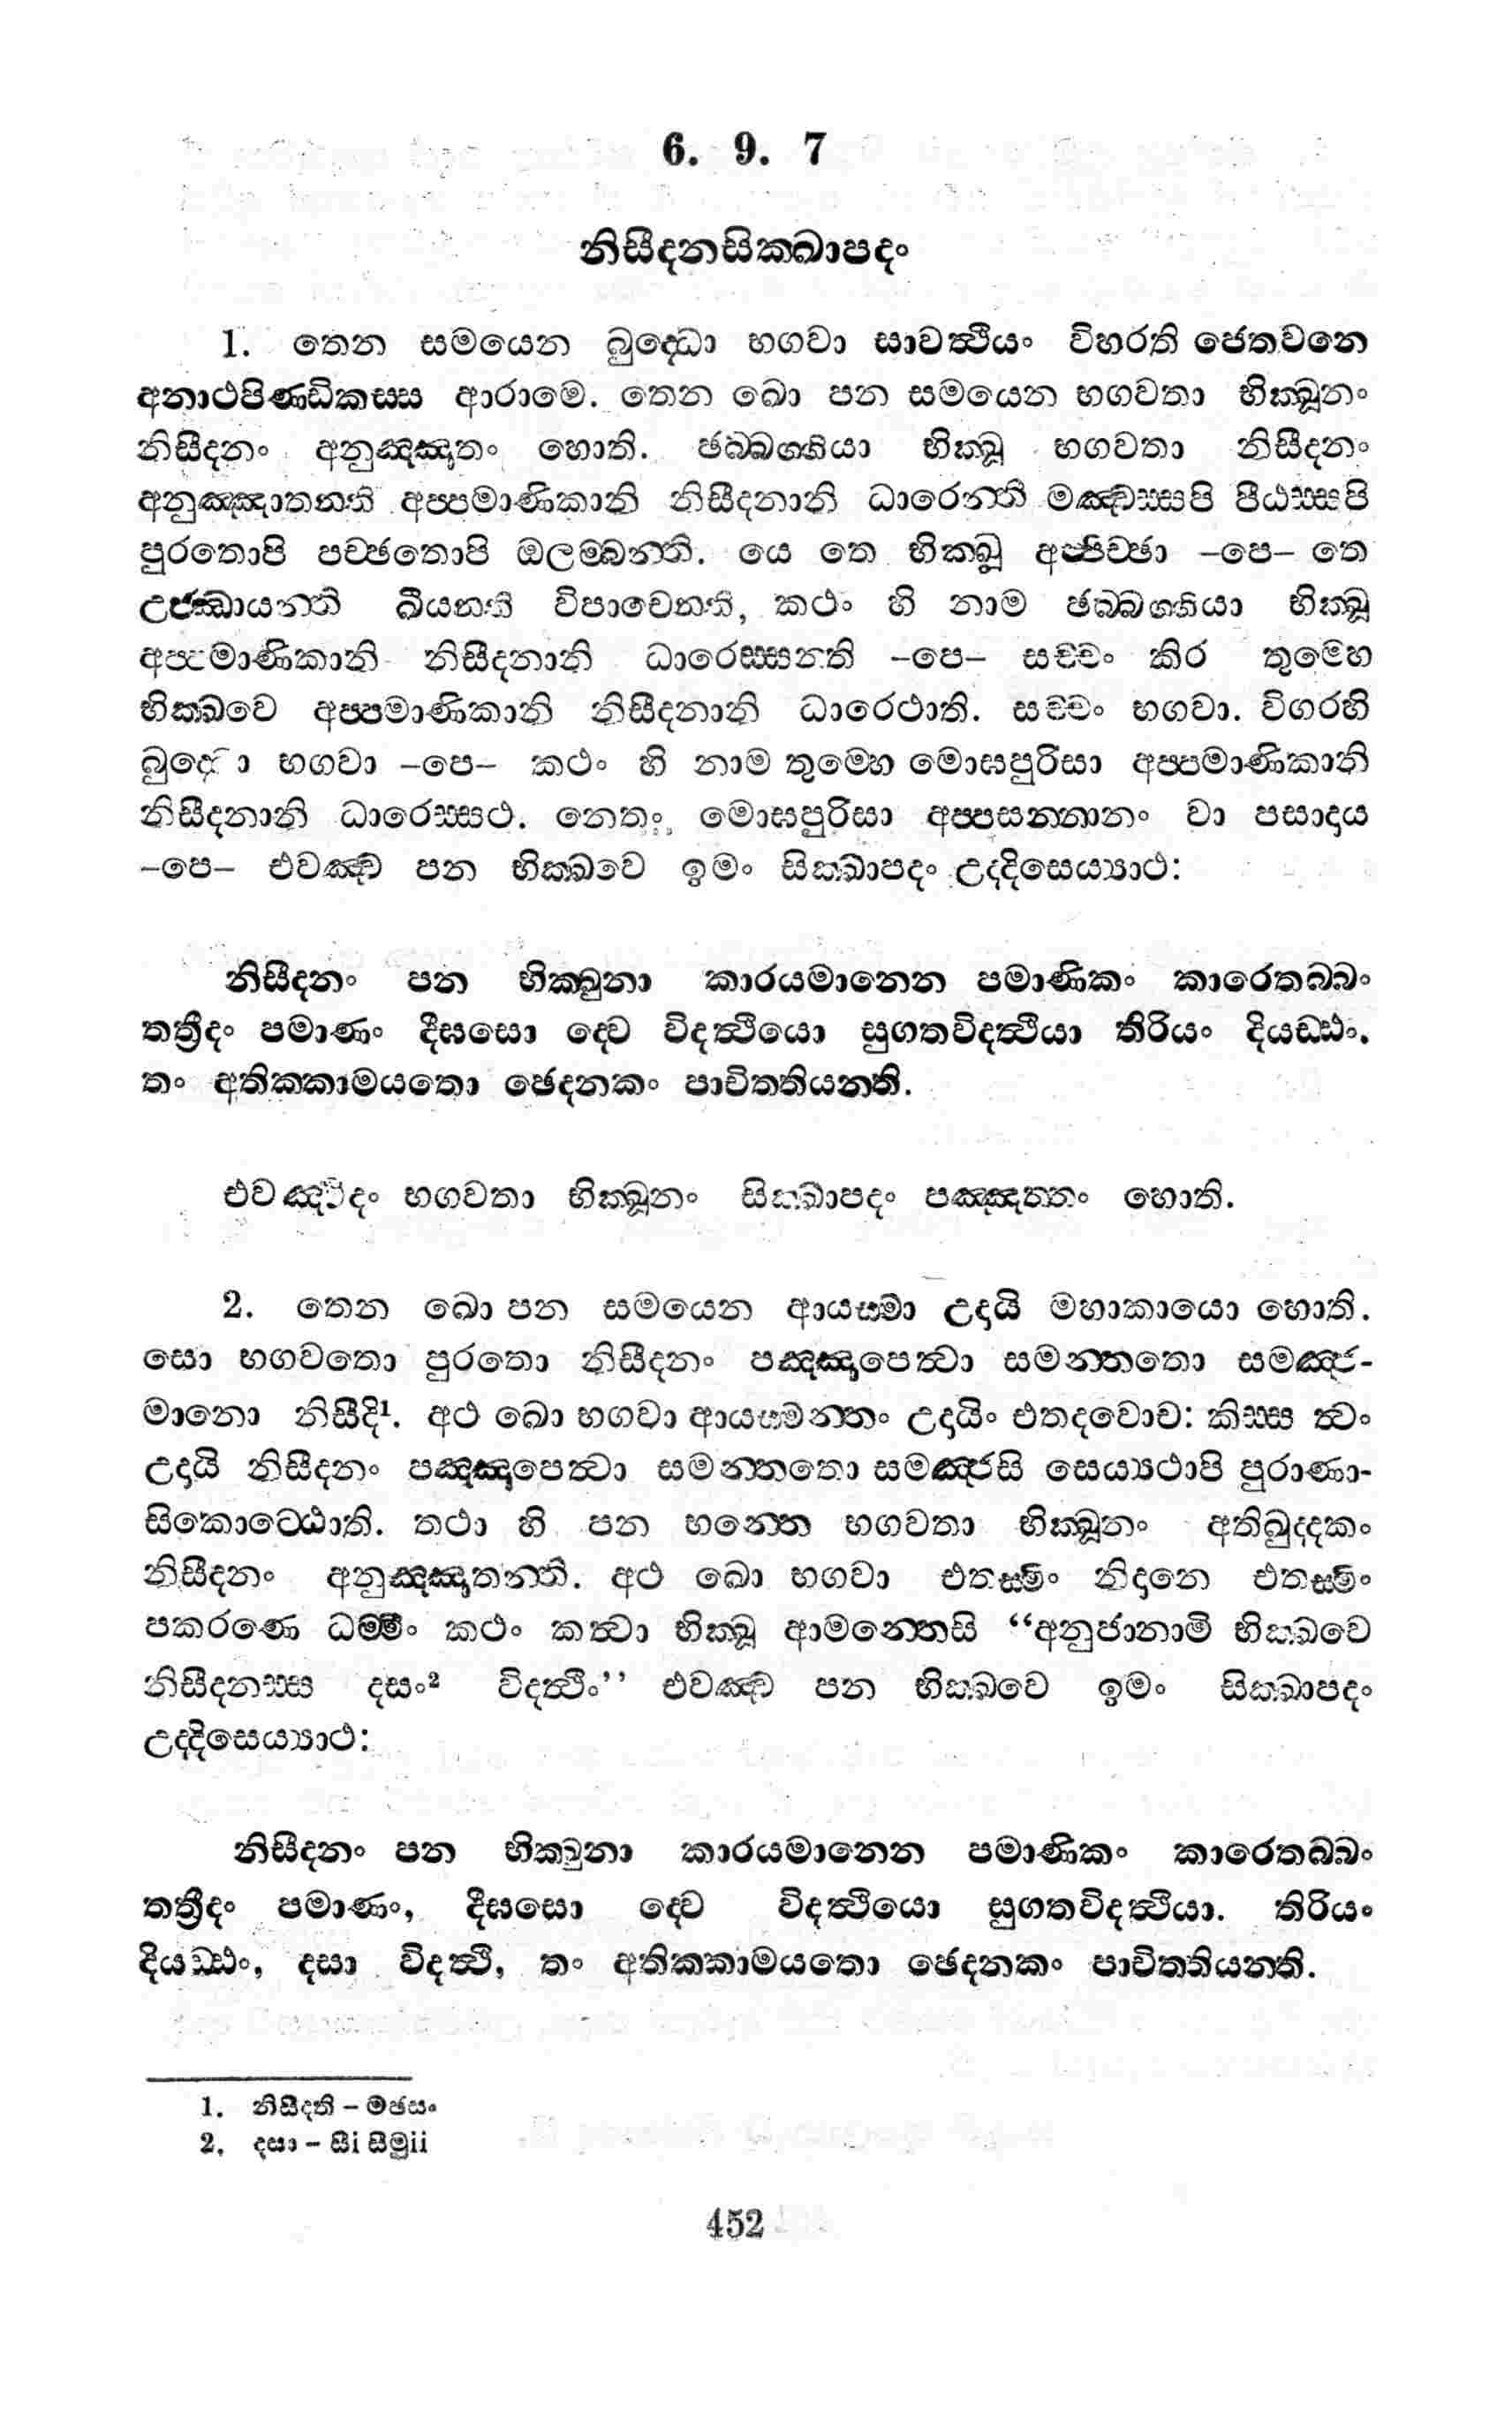 6. 9. 7
නිසීදනසික්ඛාපදං
1. තෙන සමයෙන බුද්ධො භගවා සාවත්ථියං විහරති ජෙතවනෙ
අනාථපිණ්ඩිකස්ස ආරාමෙ. තෙන ඛො පන සමයෙන භගවතා භික්ඛූනං
නිසීදනං අනුඤ්ඤාතං හොති. ඡබ්බග්ගියා භික්ඛූ භගවතා නිසීදනං
අනුඤ්ඤාතන්ති අප්පමාණිකානි නිසීදනානි ධාරෙන්ති මඤ්චස්සපි පීඨස්සපි
පුරතොපි පච්ඡතොපි ඔලම්බන්ති. යෙ තෙ භික්ඛූ අප්පිච්ඡා –පෙ– තෙ
උජ්ඣායන්ති ඛීයන්ති විපාචෙන්ති, කථං හි නාම ඡබ්බග්ගියා භික්ඛූ
අප්පමාණිකානි නිසීදනානි ධාරෙස්සන්ති –පෙ– සච්චං කිර තුම්හෙ
භික්ඛවෙ අප්පමාණිකානි නිසීදනානි ධාරෙථාති. සච්චං භගවා. විගරහි
බුද්ධො භගවා –පෙ– කථං හි නාම තුම්හෙ මොඝපුරිසා අප්පමාණිකානි
නිසීදනානි ධාරෙස්සථ. නෙතං, මොඝපුරිසා අප්පසන්නානං වා පසාදාය
–පෙ– එවඤ්ච පන භික්ඛවෙ ඉමං සික්ඛාපදං උද්දිසෙය්‍යාථ:
නිසීදනං පන භික්ඛුනා කාරයමානෙන පමාණිකං කාරෙතබ්බං
තත්‍රිදං පමාණං දීඝසො ද්වෙ විදත්ථියො සුගතවිදත්ථියා තිරියං දියඩ්ඪං.
තං අතික්කාමයතො ඡෙදනකං පාචිත්තියන්ති.
එවඤ්චිදං භගවතා භික්ඛූනං සික්ඛාපදං පඤ්ඤත්තං හොති.
2. තෙන ඛො පන සමයෙන ආයස්මා උදායි මහාකායො හොති.
සො භගවතො පුරතො නිසීදනං පඤ්ඤාපෙත්වා සමන්තතො සමඤ්ජ-
මානො නිසීදි¹. අථ ඛො භගවා ආයස්මන්තං උදායිං එතදවොච: කිස්ස ත්වං
උදායි නිසීදනං පඤ්ඤාපෙත්වා සමන්තතො සමඤ්ජසි සෙය්‍යථාපි පුරාණා-
සිකොට්ඨොති. තථා හි පන භන්තෙ භගවතා භික්ඛූනං අතිඛුද්දකං
නිසීදනං අනුඤ්ඤාතන්ති. අථ ඛො භගවා එතස්මිං නිදානෙ එතස්මිං
පකරණෙ ධම්මිං කථං කත්වා භික්ඛූ ආමන්තෙසි “අනුජානාමි භික්ඛවෙ
නිසීදනස්ස දසං² විදත්ථිං’’ එවඤ්ච පන භික්ඛවෙ ඉමං සික්ඛාපදං
උද්දිසෙය්‍යාථ:
නිසීදනං පන භික්ඛුනා කාරයමානෙන පමාණිකං කාරෙතබ්බං
තත්‍රිදං පමාණං, දීඝසො ද්වෙ විදත්ථියො සුගතවිදත්ථියා. තිරියං
දියඩ්ඪං, දසා විදත්ථි, තං අතික්කාමයතො ඡෙදනකං පාචිත්තියන්ති.
1. නිසීදති – මඡසං
2. දසා – සීi සීමුii
452